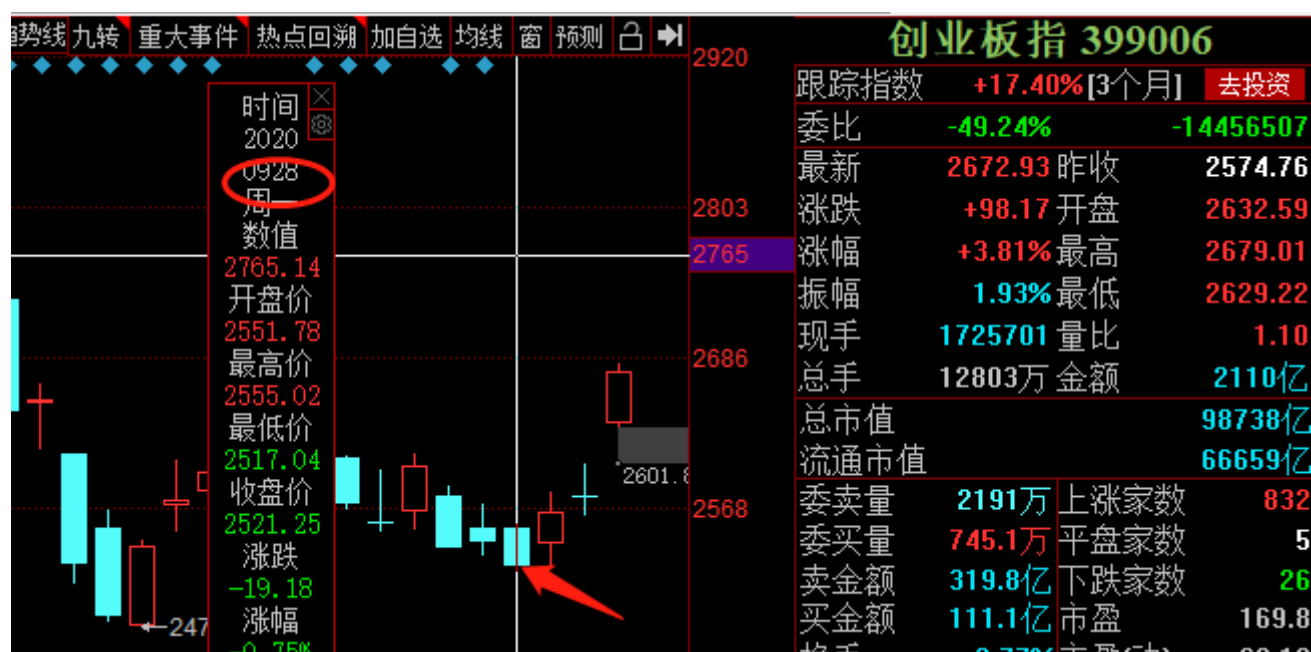 趋势线 九转 重大事件 热点回溯 加自选 均线 窗 预测
2920
2803
2765
2686
2568
时间
2020
0928
周一
数值
2765.14
开盘价
2551.78
最高价
2555.02
最低价
2517.04
收盘价
2521.25
涨跌
-19.18
涨幅
-0.75%
←247
2601.8
创业板指 399006
跟踪指数 +17.40%[3个月] 去投资
委比 -49.24% -14456507
最新 2672.93 昨收 2574.76
涨跌 +98.17 开盘 2632.59
涨幅 +3.81% 最高 2679.01
振幅 1.93% 最低 2629.22
现手 1725701 量比 1.10
总手 12803万 金额 2110亿
总市值 98738亿
流通市值 66659亿
委卖量 2191万 上涨家数 832
委买量 745.1万 平盘家数 5
卖金额 319.8亿 下跌家数 26
买金额 111.1亿 市盈 169.8